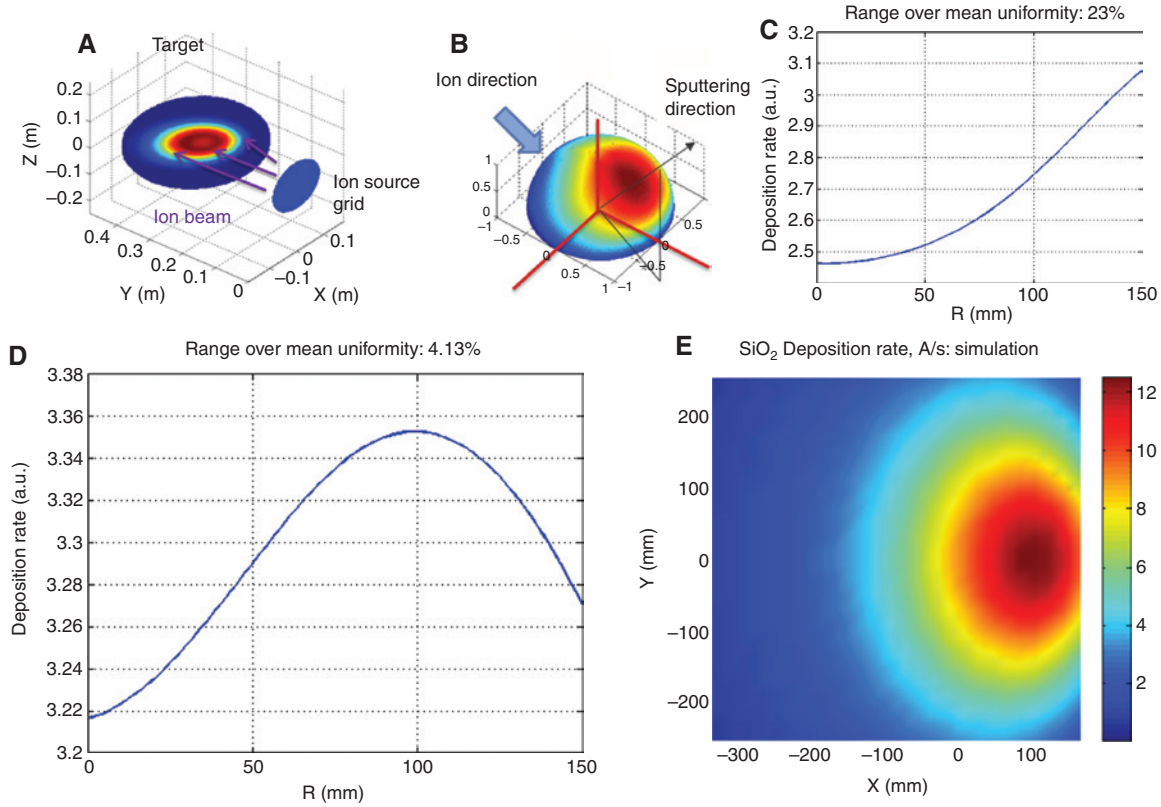 A
Target
0.2
0.1
0
−0.1
−0.2
Z (m)
Ion source
grid
Ion beam
0.4
0.3
0.2
0.1
0
Y (m)
0.1
0
−0.1
X (m)
B
Ion direction
Sputtering
direction
1
0.5
0
−1
−0.5
0
0.5
1
−1
−0.5
0
0.5
C
Range over mean uniformity: 23%
3.2
3.1
3
2.9
2.8
2.7
2.6
2.5
Deposition rate (a.u.)
0
50
100
150
R (mm)
D
Range over mean uniformity: 4.13%
3.38
3.36
3.34
3.32
3.3
3.28
3.26
3.24
3.22
3.2
Deposition rate (a.u.)
0
50
100
150
R (mm)
E
SiO2 Deposition rate, A/s: simulation
200
100
0
−100
−200
Y (mm)
−300
−200
−100
0
100
X (mm)
12
10
8
6
4
2